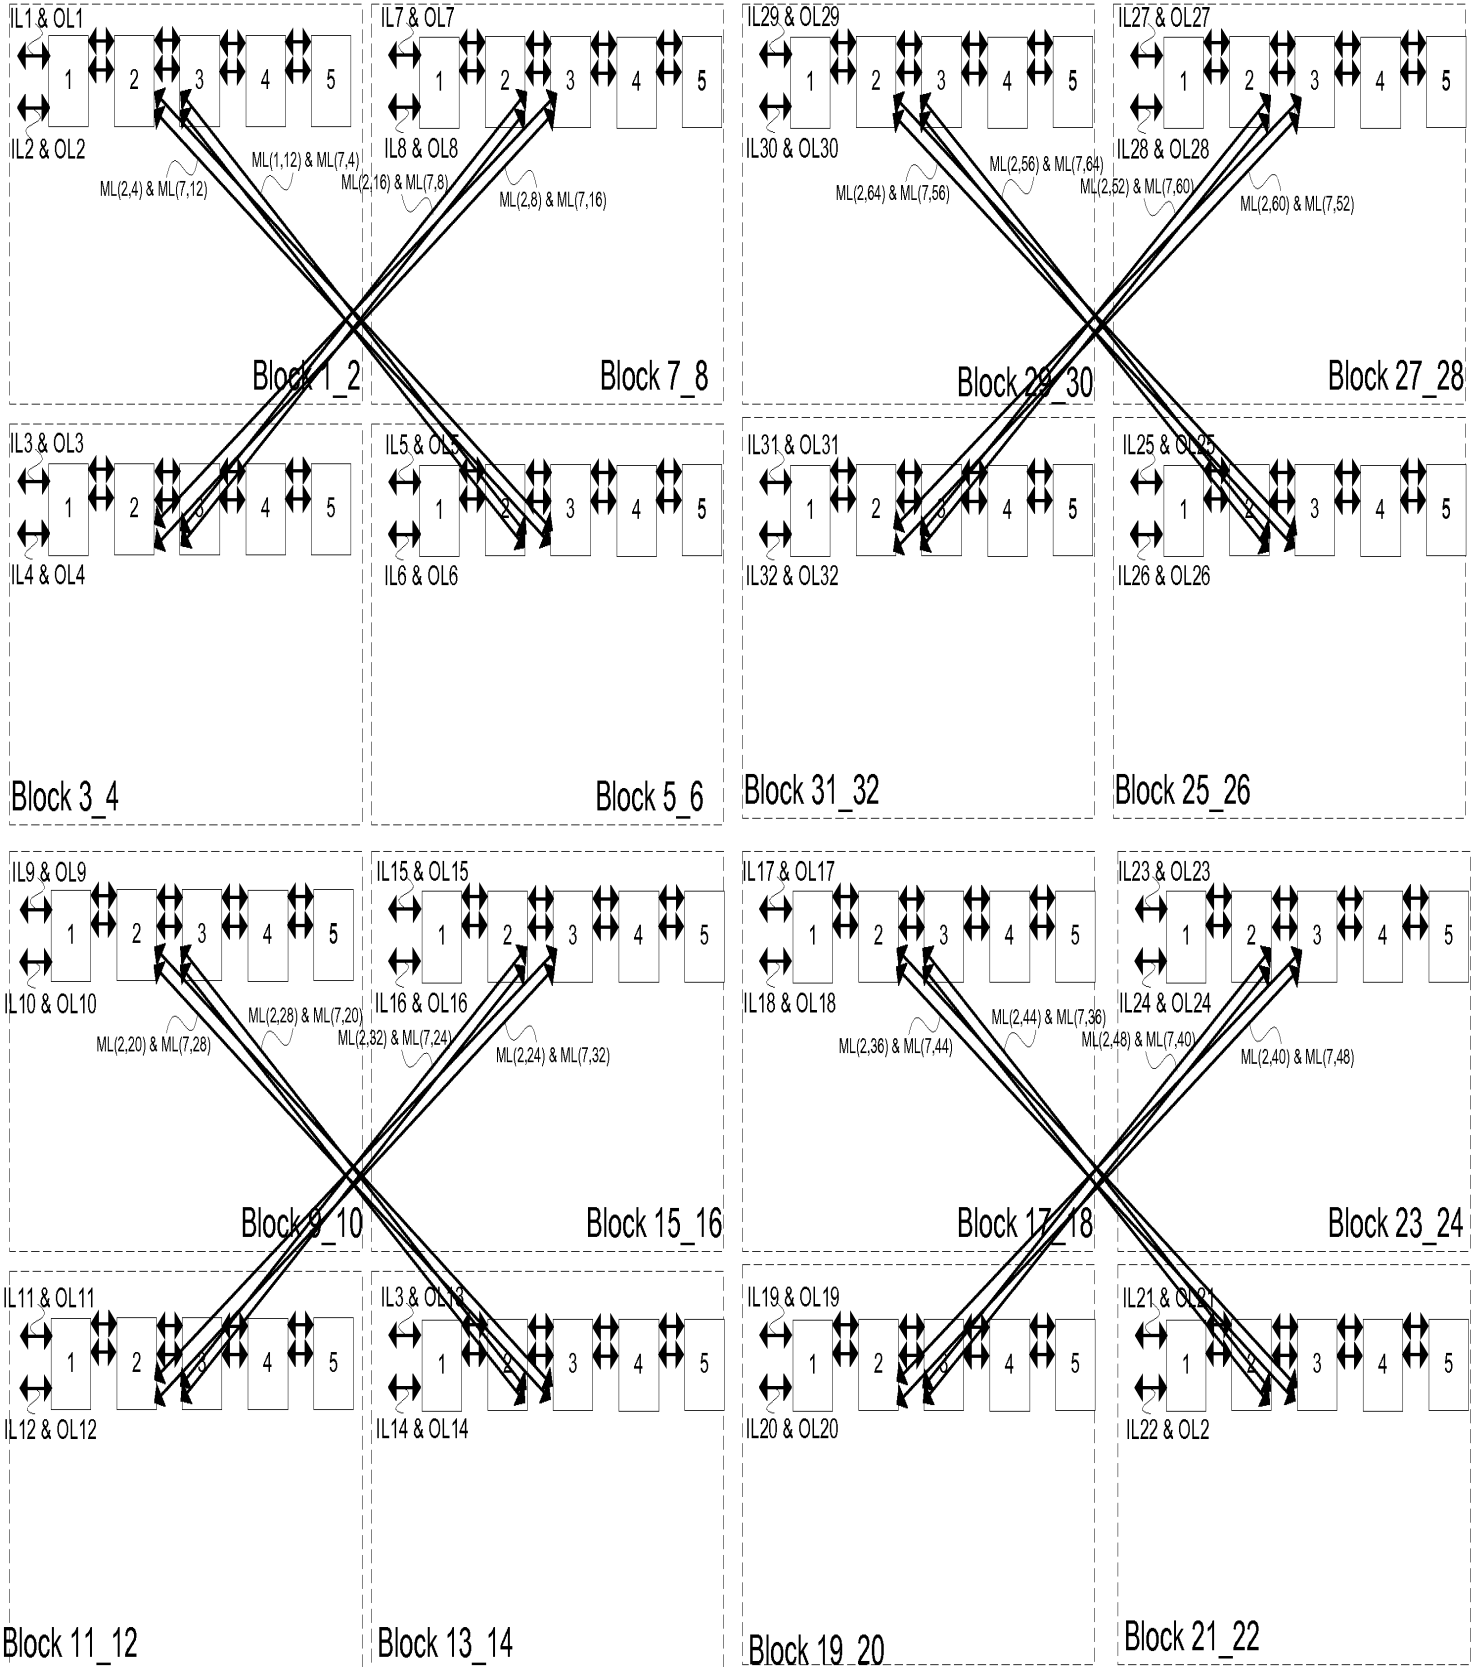 IL1 & OL1
IL7 & OL7
IL29 & OL29
IL27 & OL27
1 2 3 4 5
1 2 3 4 5
1 2 3 4 5
1 2 3 4 5
IL2 & OL2
IL8 & OL8
IL30 & OL30
IL28 & OL28
ML(2,4) & ML(7,12)
ML(1,12) & ML(7,4)
ML(2,16) & ML(7,8)
ML(2,8) & ML(7,16)
ML(2,64) & ML(7,56)
ML(2,56) & ML(7,64)
ML(2,52) & ML(7,60)
ML(2,60) & ML(7,52)
Block 1_2
Block 7_8
Block 29_30
Block 27_28
IL3 & OL3
IL5 & OL5
IL31 & OL31
IL25 & OL25
1 2 3 4 5
1 2 3 4 5
1 2 3 4 5
1 2 3 4 5
IL4 & OL4
IL6 & OL6
IL32 & OL32
IL26 & OL26
Block 3_4
Block 5_6
Block 31_32
Block 25_26
IL9 & OL9
IL15 & OL15
IL17 & OL17
IL23 & OL23
1 2 3 4 5
1 2 3 4 5
1 2 3 4 5
1 2 3 4 5
IL10 & OL10
IL16 & OL16
IL18 & OL18
IL24 & OL24
ML(2,20) & ML(7,28)
ML(2,28) & ML(7,20)
ML(2,32) & ML(7,24)
ML(2,24) & ML(7,32)
ML(2,36) & ML(7,44)
ML(2,44) & ML(7,36)
ML(2,48) & ML(7,40)
ML(2,40) & ML(7,48)
Block 9_10
Block 15_16
Block 17_18
Block 23_24
IL11 & OL11
IL3 & OL13
IL19 & OL19
IL21 & OL21
1 2 3 4 5
1 2 3 4 5
1 2 3 4 5
1 2 3 4 5
IL12 & OL12
IL14 & OL14
IL20 & OL20
IL22 & OL2
Block 11_12
Block 13_14
Block 19_20
Block 21_22